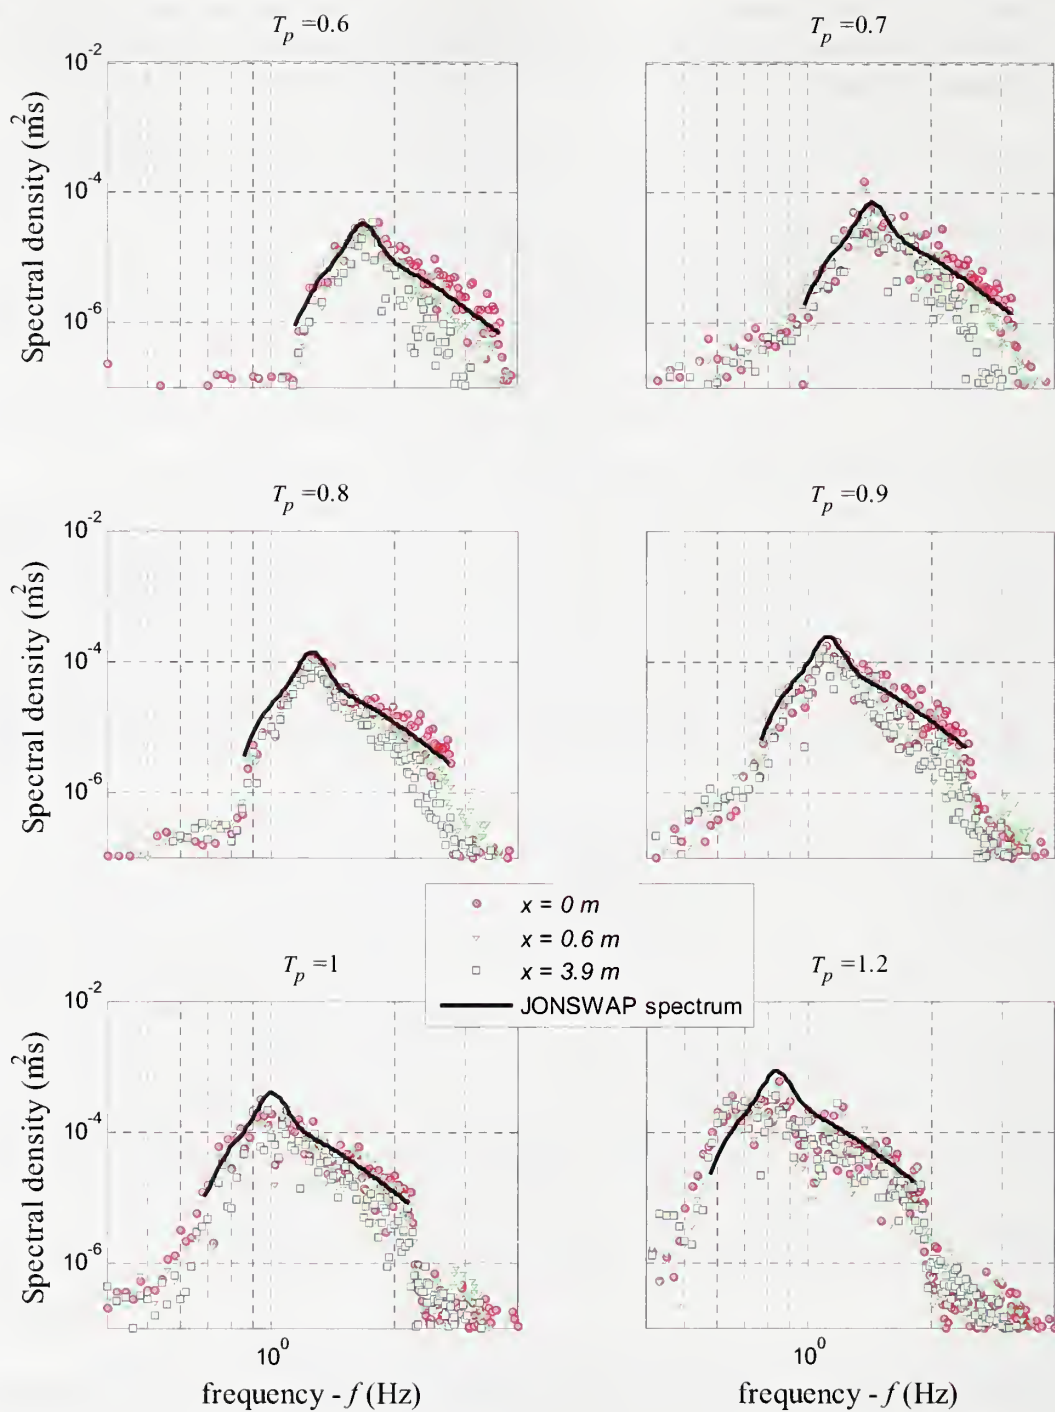 T_p =0.6
T_p =0.7
10^-2
10^-4
10^-6
Spectral density (m^2s)
T_p =0.8
T_p =0.9
10^-2
10^-4
10^-6
Spectral density (m^2s)
x = 0 m
x = 0.6 m
x = 3.9 m
JONSWAP spectrum
T_p =1
T_p =1.2
10^-2
10^-4
10^-6
Spectral density (m^2s)
10^0
10^0
frequency - f (Hz)
frequency - f (Hz)